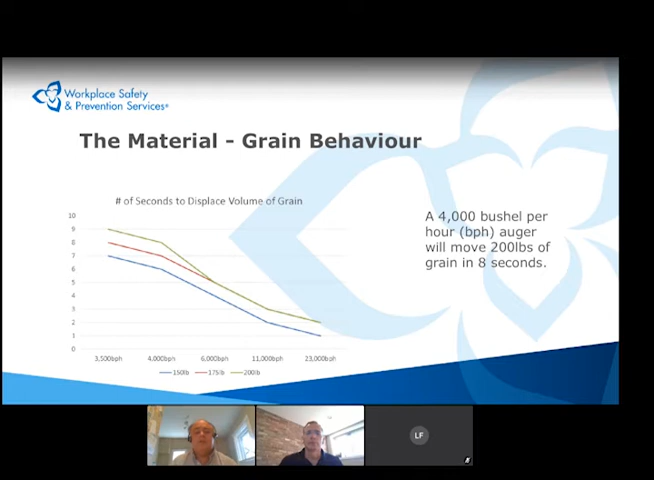 Workplace Safety
& Prevention Services®
The Material - Grain Behaviour
# of Seconds to Displace Volume of Grain
10
9
8
7
6
5
4
3
2
1
0
3,500bph 4,000bph 6,000bph 11,000bph 23,000bph
150lb 175lb 200lb
A 4,000 bushel per
hour (bph) auger
will move 200lbs of
grain in 8 seconds.
LF